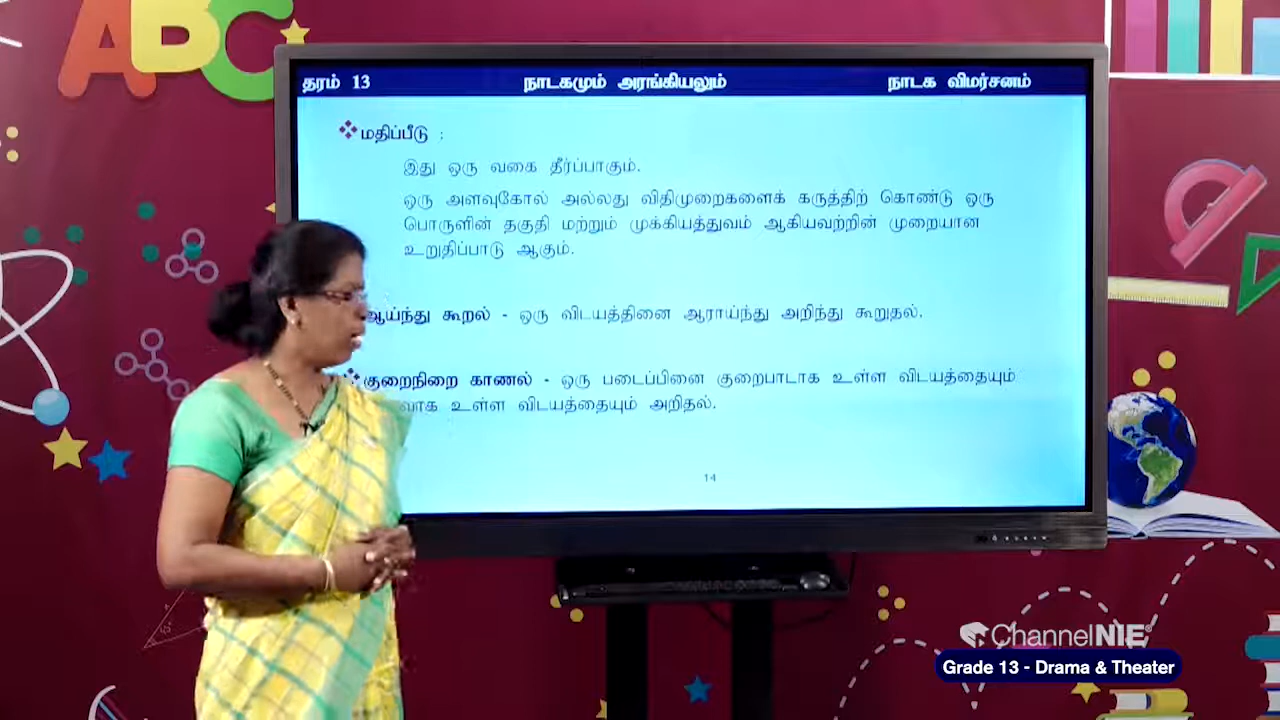 ABC
தரம் 13 நாடகமும் அரங்கியலும் நாடக விமர்சனம்
❖ மதிப்பீடு :
இது ஒரு வகை தீர்ப்பாகும்.
ஒரு அளவுகோல் அல்லது விதிமுறைகளைக் கருத்திற் கொண்டு ஒரு
பொருளின் தகுதி மற்றும் முக்கியத்துவம் ஆகியவற்றின் முறையான
உறுதிப்பாடு ஆகும்.
ஆய்ந்து கூறல் - ஒரு விடயத்தினை ஆராய்ந்து அறிந்து கூறுதல்.
❖ குறைநிறை காணல் - ஒரு படைப்பினை குறைபாடாக உள்ள விடயத்தையும்
உள்ள விடயத்தையும் அறிதல்.
14
ChannelNIE
Grade 13 - Drama & Theater